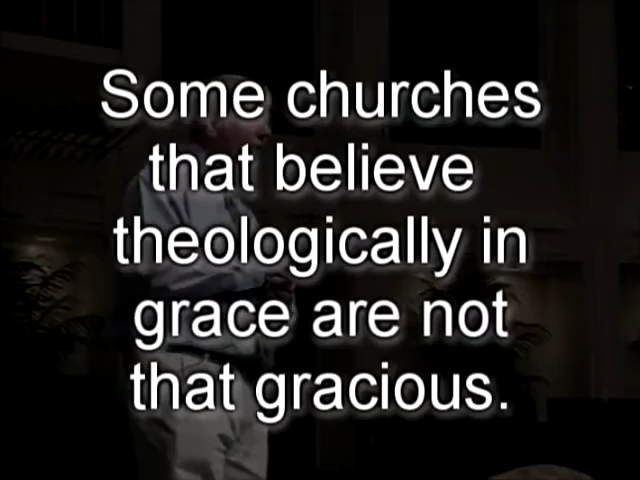 Some churches
that believe
theologically in
grace are not
that gracious.